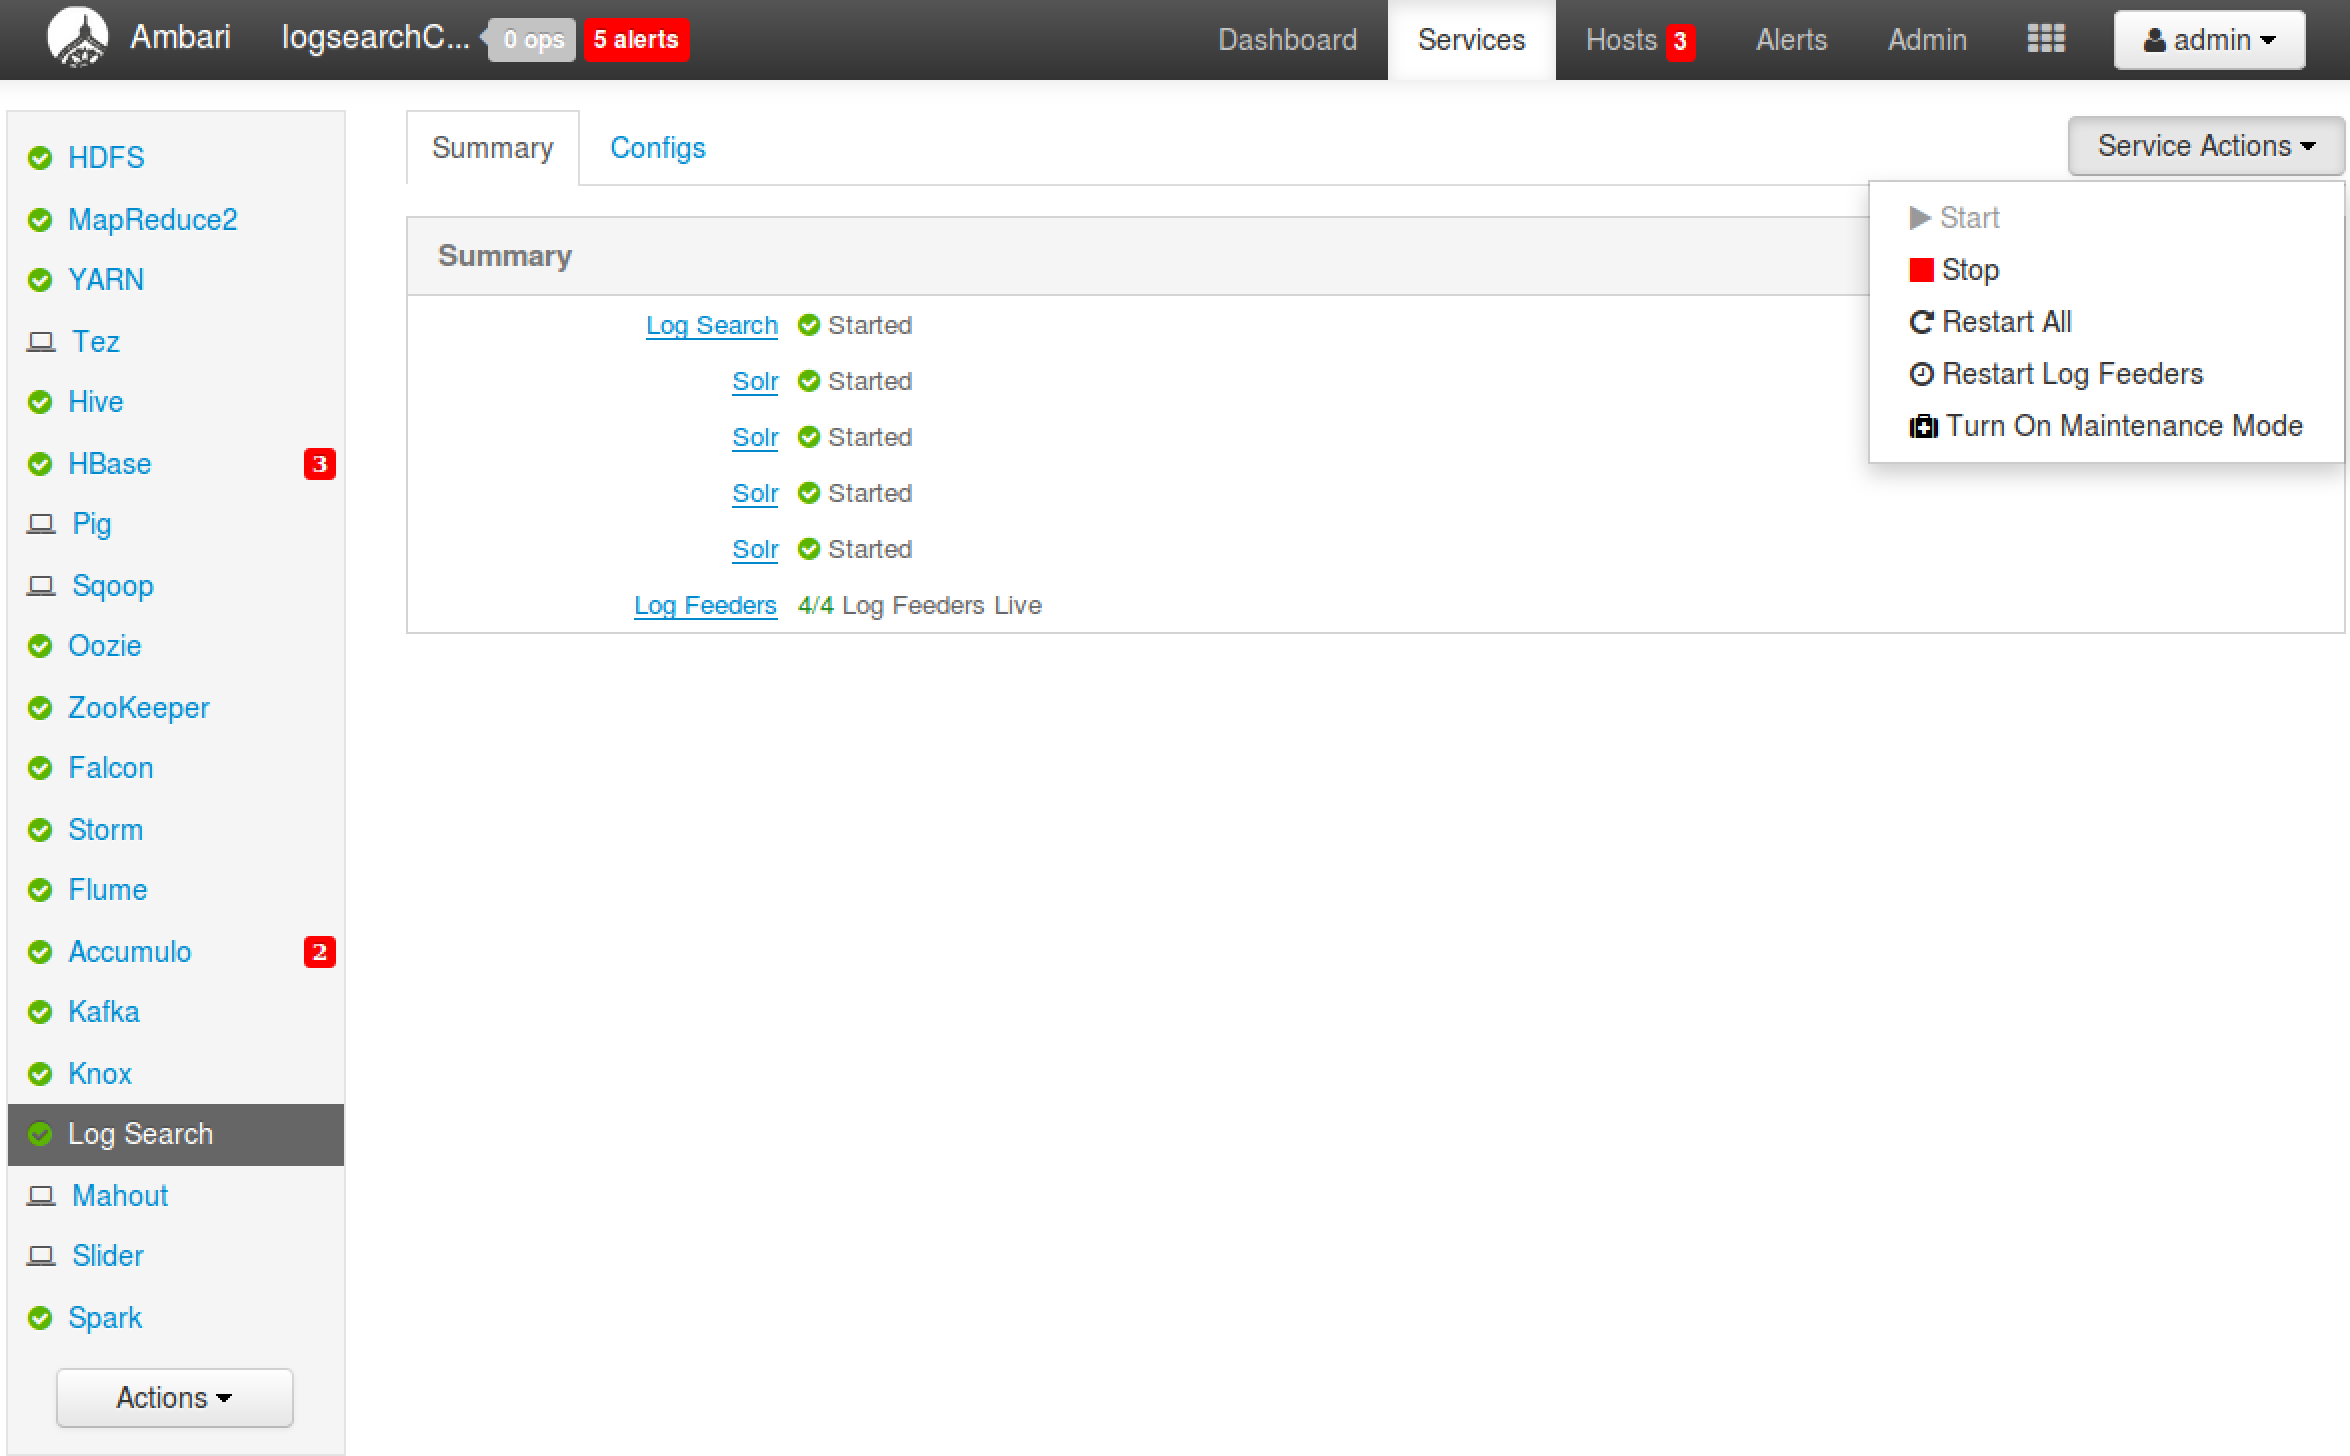 Ambari logsearchC... 0 ops 5 alerts Dashboard Services Hosts 3 Alerts Admin admin
HDFS
MapReduce2
YARN
Tez
Hive
HBase 3
Pig
Sqoop
Oozie
ZooKeeper
Falcon
Storm
Flume
Accumulo 2
Kafka
Knox
Log Search
Mahout
Slider
Spark
Actions
Summary Configs
Service Actions
Start
Stop
Restart All
Restart Log Feeders
Turn On Maintenance Mode
Summary
Log Search Started
Solr Started
Solr Started
Solr Started
Solr Started
Log Feeders 4/4 Log Feeders Live